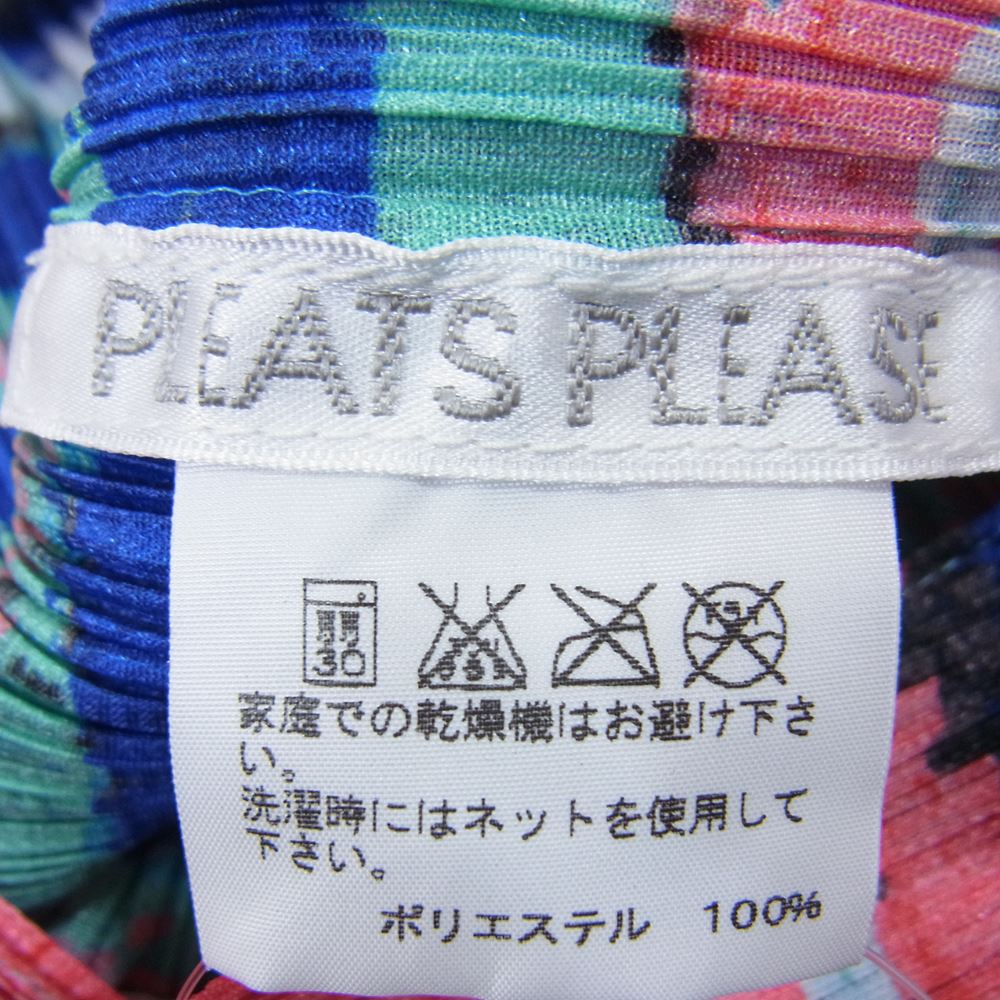 PLEATS PLEASE
30
家庭での乾燥機はお避け下さ
い。
洗濯時にはネットを使用して
下さい。
ポリエステル 100%